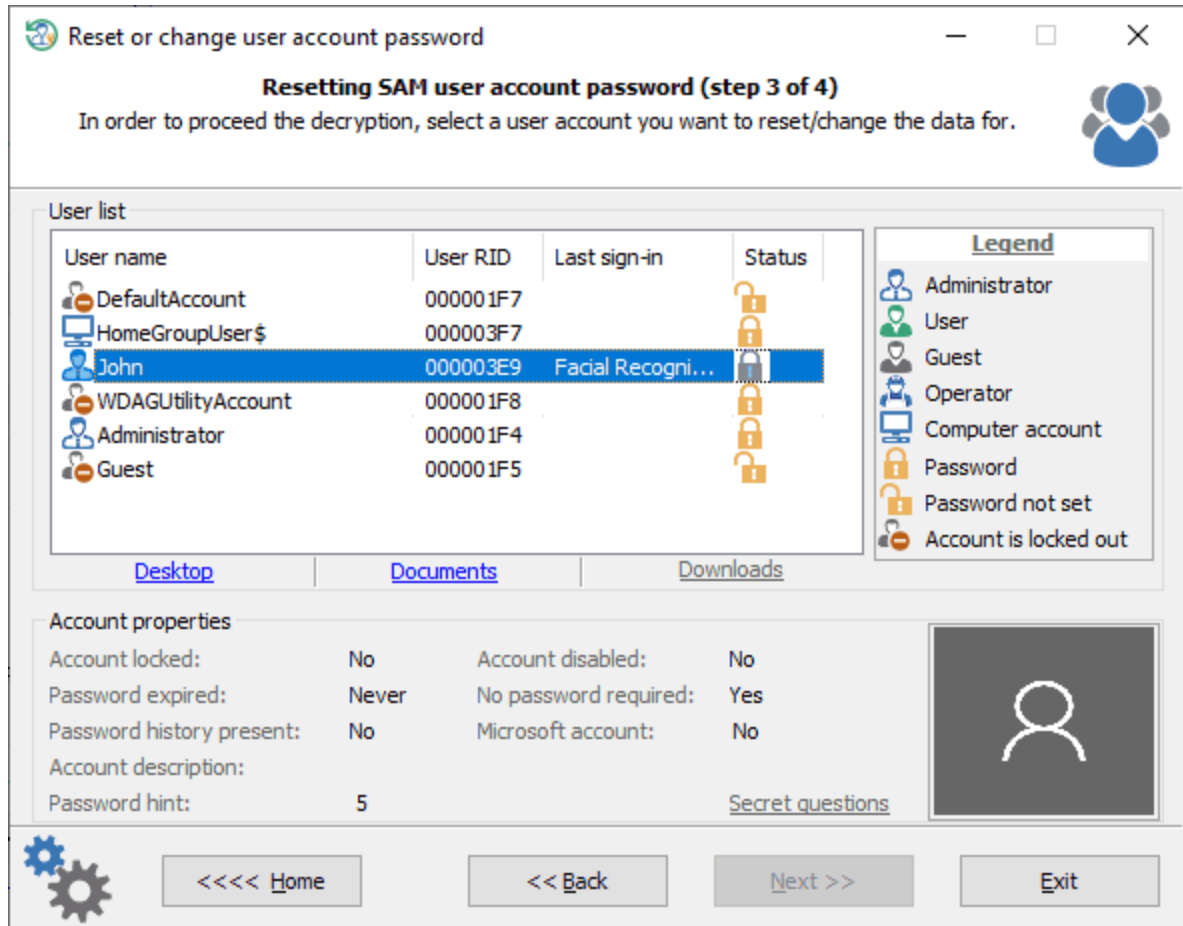 Reset or change user account password
Resetting SAM user account password (step 3 of 4)
In order to proceed the decryption, select a user account you want to reset/change the data for.
User list
User name User RID Last sign-in Status
DefaultAccount 000001F7
HomeGroupUser$ 000003F7
John 000003E9 Facial Recogni...
WDAGUtilityAccount 000001F8
Administrator 000001F4
Guest 000001F5
Desktop Documents Downloads
Legend
Administrator
User
Guest
Operator
Computer account
Password
Password not set
Account is locked out
Account properties
Account locked: No Account disabled: No
Password expired: Never No password required: Yes
Password history present: No Microsoft account: No
Account description:
Password hint: 5 Secret questions
<<<< Home << Back Next >> Exit